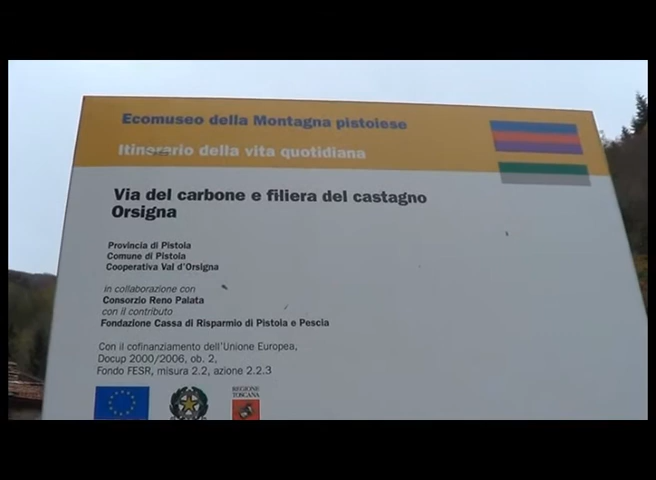 Ecomuseo della Montagna pistoiese
Itinerario della vita quotidiana
Via del carbone e filiera del castagno
Orsigna
Provincia di Pistoia
Comune di Pistoia
Cooperativa Val d'Orsigna
in collaborazione con
Consorzio Reno Palata
con il contributo
Fondazione Cassa di Risparmio di Pistoia e Pescia
Con il cofinanziamento dell'Unione Europea,
Docup 2000/2006, ob. 2,
Fondo FESR, misura 2.2, azione 2.2.3
REGIONE
TOSCANA